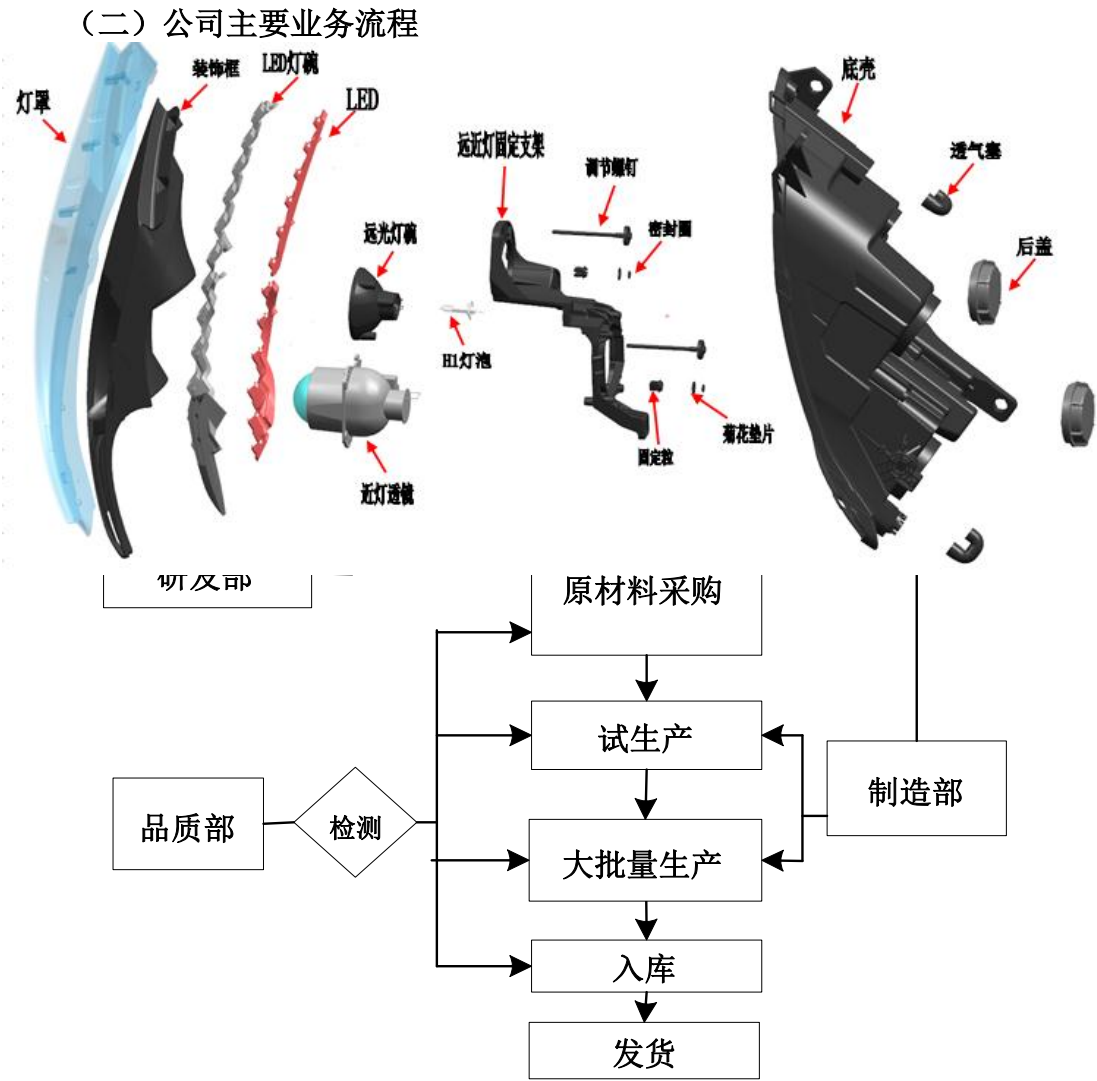 （二）公司主要业务流程
灯罩
装饰框
LED灯碗
LED
远光灯碗
近灯透镜
H1灯泡
远近灯固定支架
调节螺钉
密封圈
固定粒
菊花垫片
底壳
透气塞
后盖
研发部
原材料采购
试生产
制造部
品质部
检测
大批量生产
入库
发货